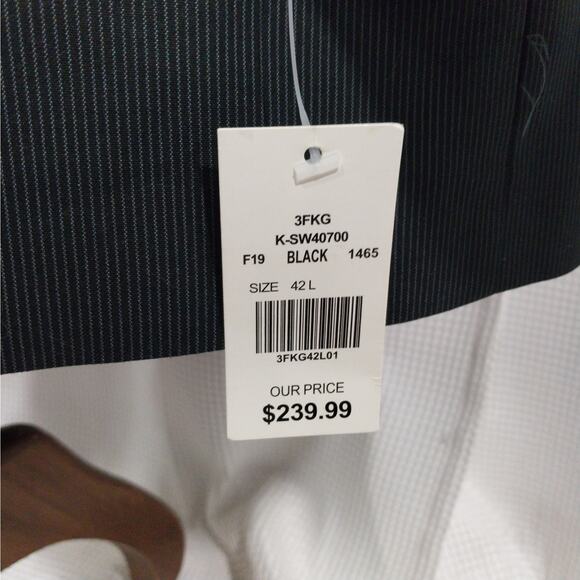 3FKG
K-SW40700
F19 BLACK 1465
SIZE 42 L
3FKG42L01
OUR PRICE
$239.99